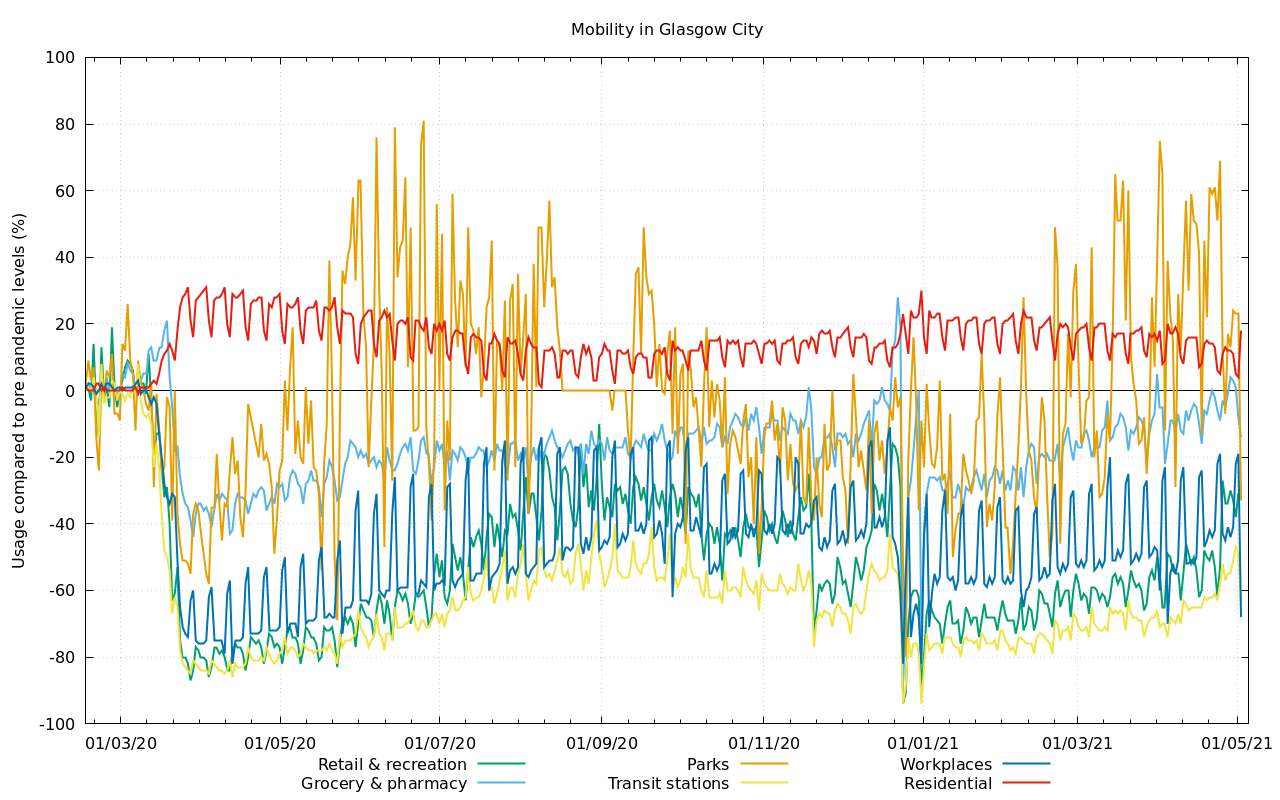 Mobility in Glasgow City
Usage compared to pre pandemic levels (%)
100
80
60
40
20
0
-20
-40
-60
-80
-100
01/03/20 01/05/20 01/07/20 01/09/20 01/11/20 01/01/21 01/03/21 01/05/21
Retail & recreation Parks Workplaces
Grocery & pharmacy Transit stations Residential